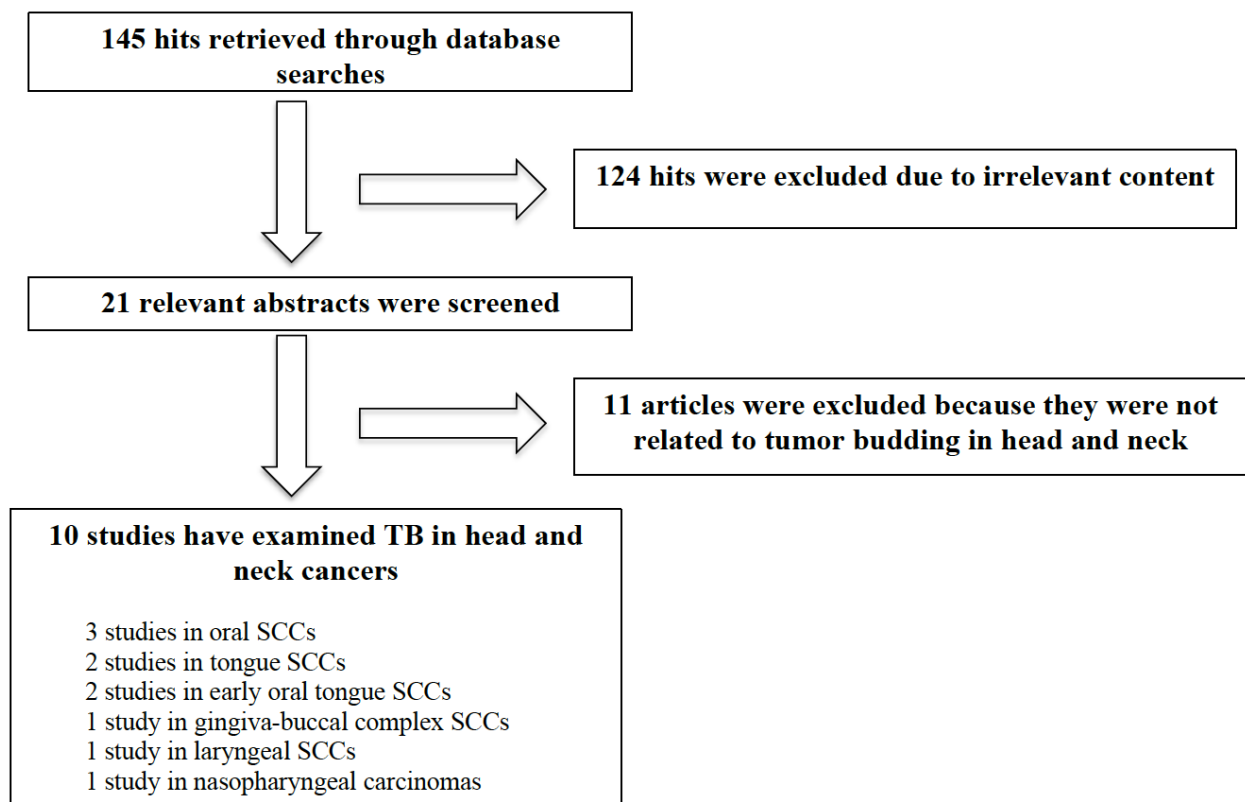 145 hits retrieved through database
searches
124 hits were excluded due to irrelevant content
21 relevant abstracts were screened
11 articles were excluded because they were not
related to tumor budding in head and neck
10 studies have examined TB in head and
neck cancers
3 studies in oral SCCs
2 studies in tongue SCCs
2 studies in early oral tongue SCCs
1 study in gingiva-buccal complex SCCs
1 study in laryngeal SCCs
1 study in nasopharyngeal carcinomas